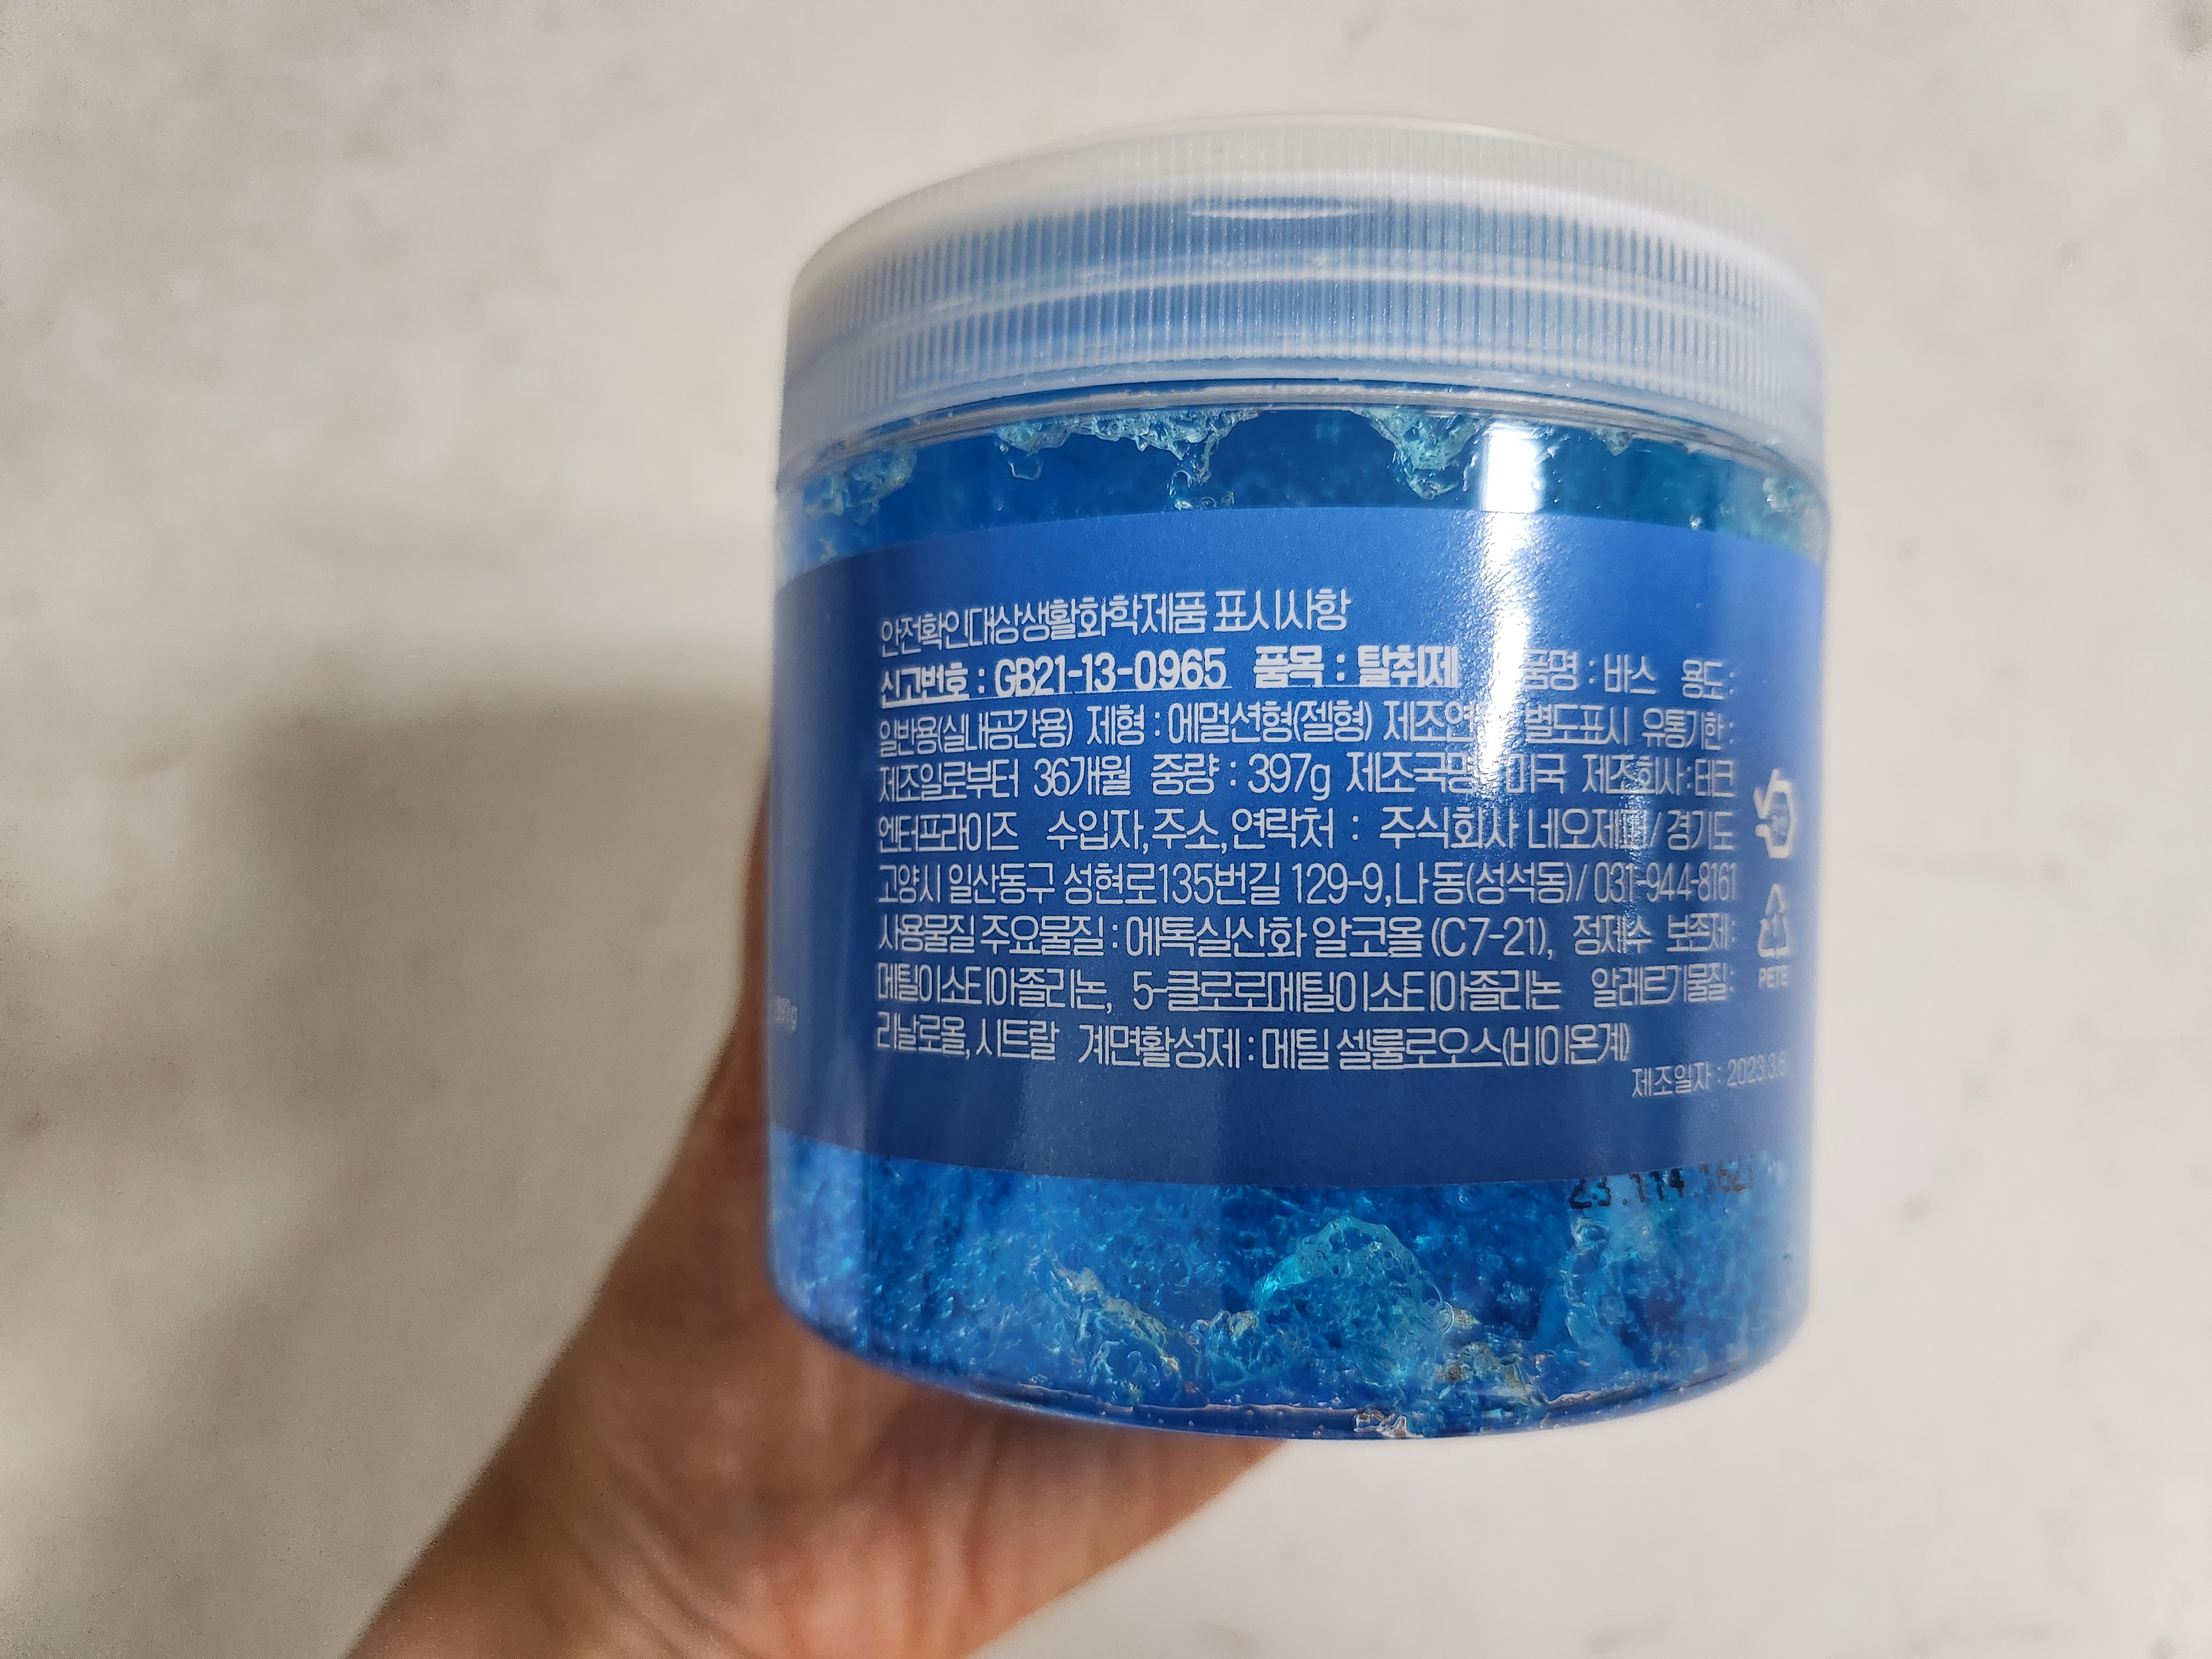 안전확인대상생활화학제품 표시사항
신고번호 : GB21-13-0965 품목 : 탈취제 품명 : 바스 용도 :
일반용(실내공간용) 제형 : 에멀션형(젤형) 제조연 별도표시 유통기한 :
제조일로부터 36개월 중량 : 397g 제조국명 미국 제조회사 : 테크
엔터프라이즈 수입자,주소,연락처 : 주식회사 / 경기도
고양시 일산동구 성현로135번길 129-9,나동(성석동)/ 031-944-8161
사용물질 주요물질 : 에톡실산화 알코올 (C7-21), 정제수 보존제:
메틸이소티아졸리논, 5-클로로메틸이소티아졸리논 알레르기물질:
리날로올, 시트랄 계면활성제 : 메틸 셀룰로오스(비이온계)
제조일자 : 2023.3.6
PETE
397g